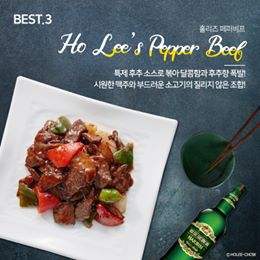 BEST.3
홀리즈 페퍼비프
Ho Lee's Pepper Beef
특제 후추 소스로 볶아 달콤함과 후추향 폭발!
시원한 맥주와 부드러운 소고기의 질리지 않은 조합!
© HOLEE-CHOW